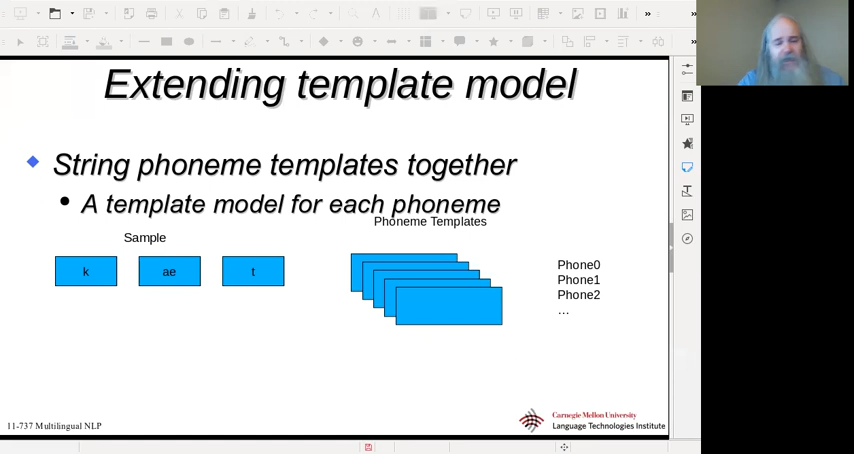 Extending template model
String phoneme templates together
A template model for each phoneme
Phoneme Templates
Sample
k
ae
t
Phone0
Phone1
Phone2
...
11-737 Multilingual NLP
Carnegie Mellon University
Language Technologies Institute